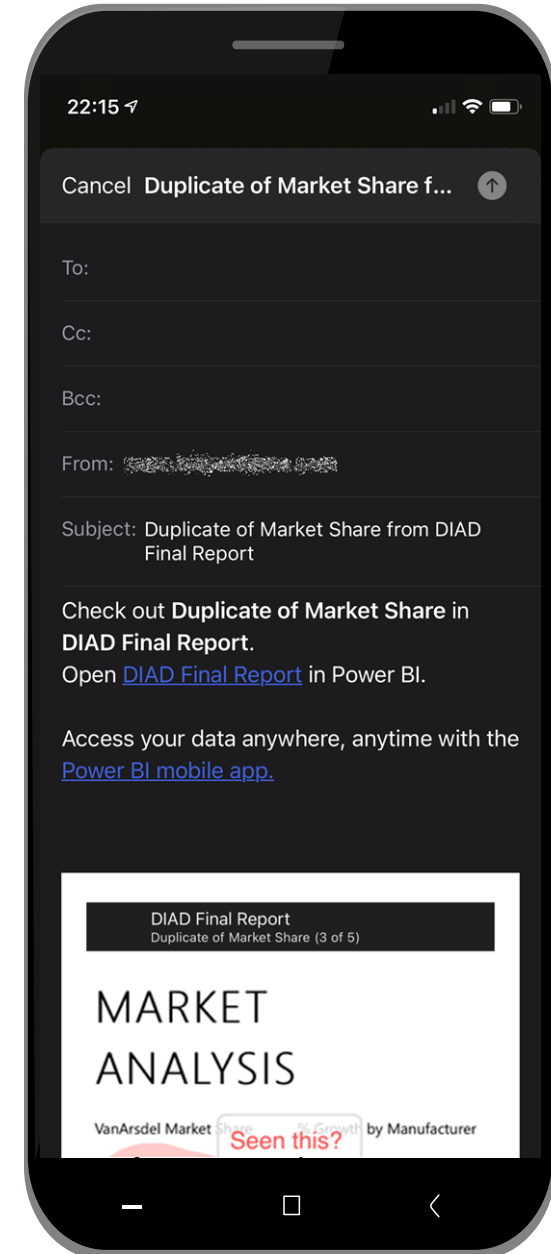 22:15
Cancel Duplicate of Market Share f...
To:
Cc:
Bcc:
From:
Subject: Duplicate of Market Share from DIAD
Final Report
Check out Duplicate of Market Share in
DIAD Final Report.
Open DIAD Final Report in Power BI.
Access your data anywhere, anytime with the
Power BI mobile app.
DIAD Final Report
Duplicate of Market Share (3 of 5)
MARKET
ANALYSIS
VanArsdel Market Share % Growth by Manufacturer
Seen this?